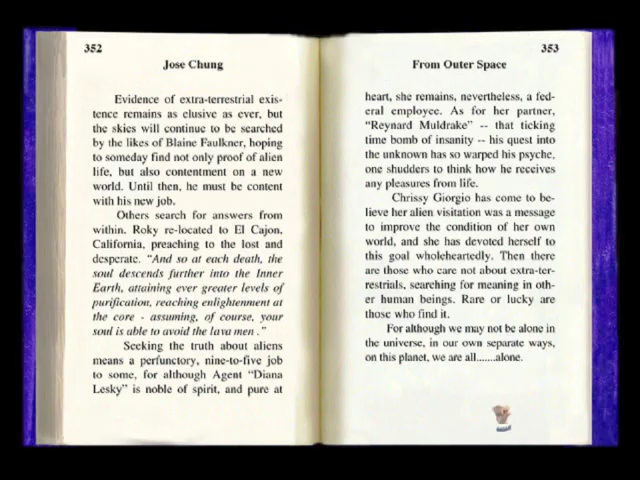 352
Jose Chung
Evidence of extra-terrestrial exis-
tence remains as elusive as ever, but
the skies will continue to be searched
by the likes of Blaine Faulkner, hoping
to someday find not only proof of alien
life, but also contentment on a new
world. Until then, he must be content
with his new job.
Others search for answers from
within. Roky re-located to El Cajon,
California, preaching to the lost and
desperate. "And so at each death, the
soul descends further into the Inner
Earth, attaining ever greater levels of
purification, reaching enlightenment at
the core - assuming, of course, your
soul is able to avoid the lava men ."
Seeking the truth about aliens
means a perfunctory, nine-to-five job
to some, for although Agent "Diana
Lesky" is noble of spirit, and pure at
353
From Outer Space
heart, she remains, nevertheless, a fed-
eral employee. As for her partner,
"Reynard Muldrake" -- that ticking
time bomb of insanity -- his quest into
the unknown has so warped his psyche,
one shudders to think how he receives
any pleasures from life.
Chrissy Giorgio has come to be-
lieve her alien visitation was a message
to improve the condition of her own
world, and she has devoted herself to
this goal wholeheartedly. Then there
are those who care not about extra-ter-
restrials, searching for meaning in oth-
er human beings. Rare or lucky are
those who find it.
For although we may not be alone in
the universe, in our own separate ways,
on this planet, we are all.......alone.